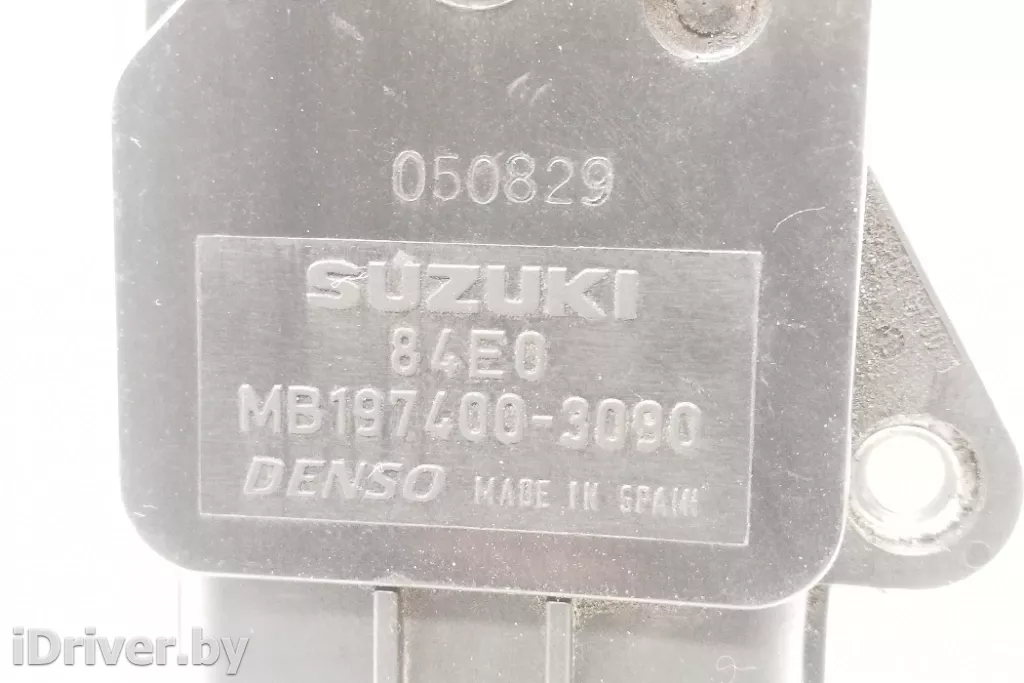 050829
SUZUKI
84E0
MB197400-3090
DENSO MADE IN SPAIN
iDriver.by